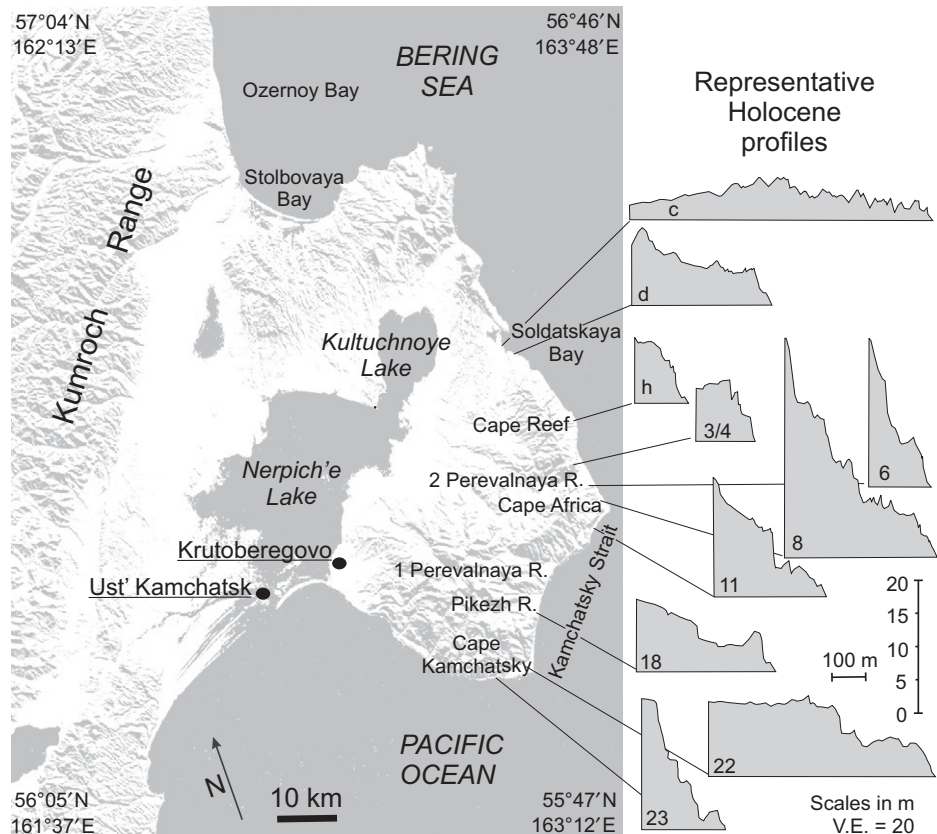 57°04′N
162°13′E
56°46′N
163°48′E
BERING
SEA
Ozernoy Bay
Stolbovaya
Bay
Kumroch Range
Kultuchnoye
Lake
Soldatskaya
Bay
Cape Reef
Nerpich'e
Lake
2 Perevalnaya R.
Cape Africa
Krutoberegovo
Ust' Kamchatsk
1 Perevalnaya R.
Pikezh R.
Cape
Kamchatsky
Kamchatsky Strait
PACIFIC
OCEAN
N
10 km
56°05′N
161°37′E
55°47′N
163°12′E
Representative
Holocene
profiles
c
d
h
3/4
6
8
11
18
22
23
100 m
20
15
10
5
0
Scales in m
V.E. = 20